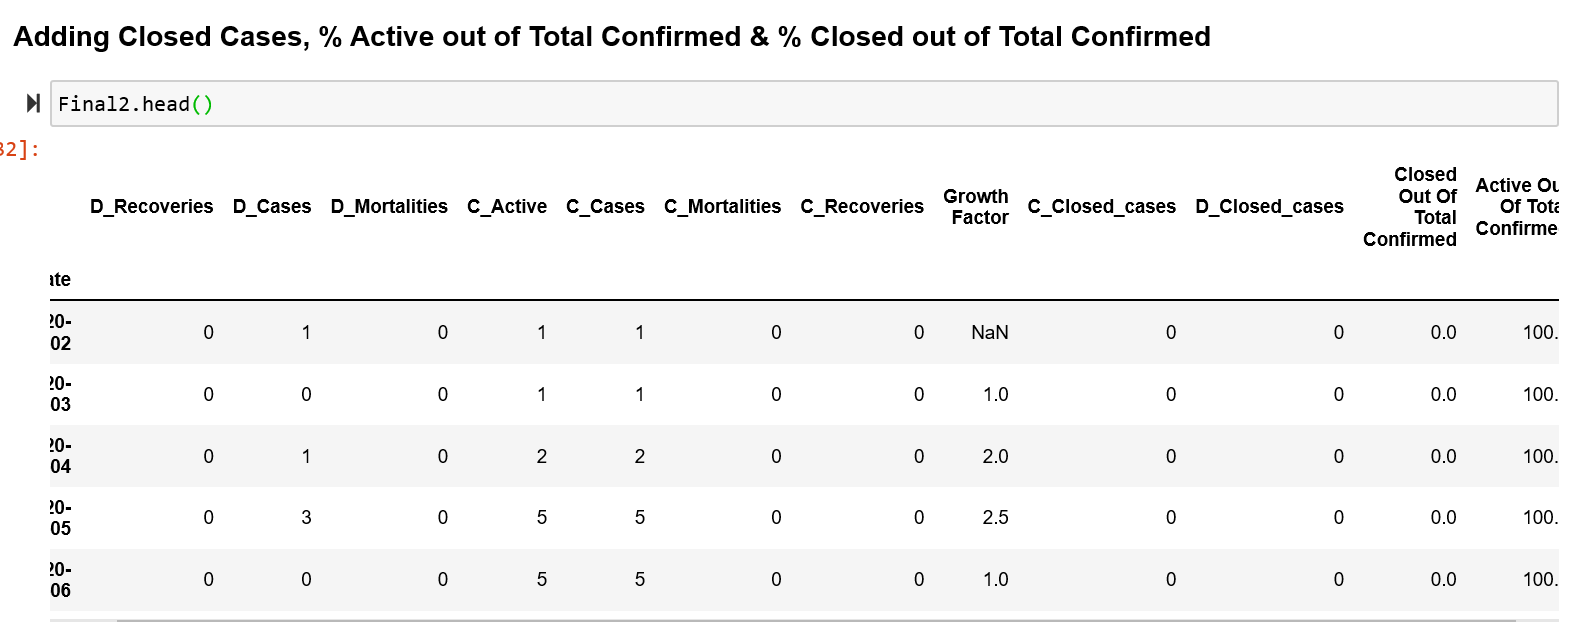 Adding Closed Cases, % Active out of Total Confirmed & % Closed out of Total Confirmed
Final2.head()
32]:
D_Recoveries D_Cases D_Mortalities C_Active C_Cases C_Mortalities C_Recoveries Growth Factor C_Closed_cases D_Closed_cases Closed Out Of Total Confirmed Active Ou Of Tota Confirme
ate
20-02 0 1 0 1 1 0 0 NaN 0 0 0.0 100.
20-03 0 0 0 1 1 0 0 1.0 0 0 0.0 100.
20-04 0 1 0 2 2 0 0 2.0 0 0 0.0 100.
20-05 0 3 0 5 5 0 0 2.5 0 0 0.0 100.
20-06 0 0 0 5 5 0 0 1.0 0 0 0.0 100.